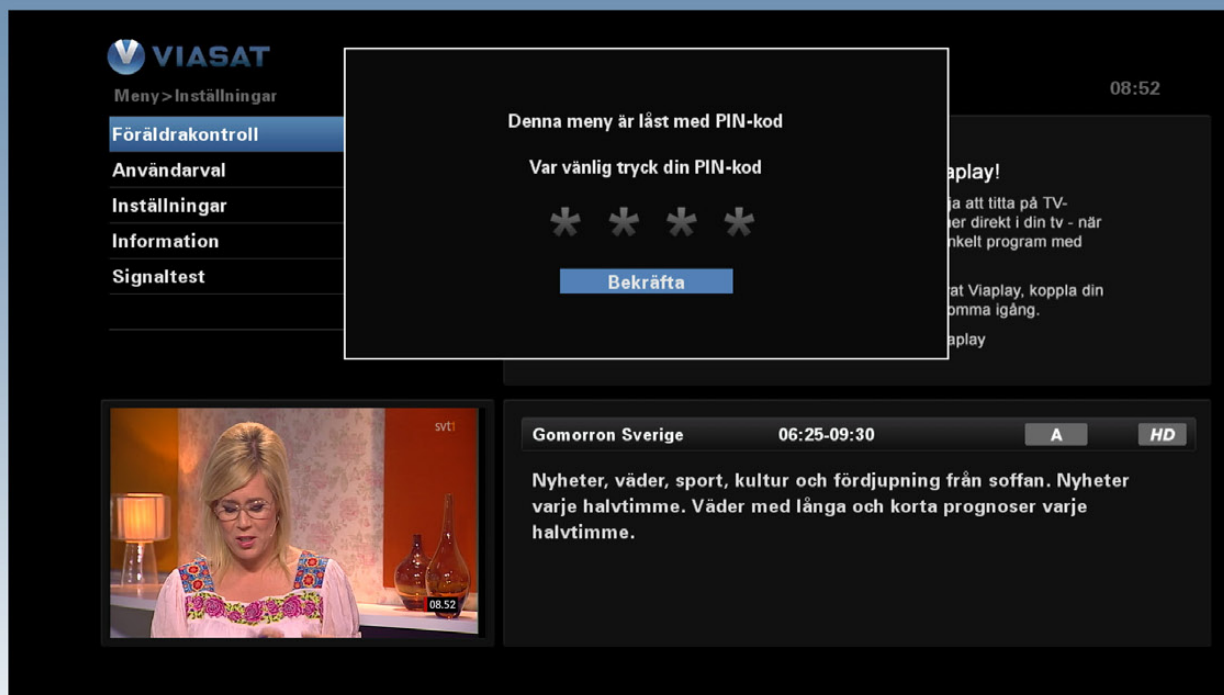 VIASAT
Meny>Inställningar
08:52
Föräldrakontroll
Användarval
Inställningar
Information
Signaltest
Denna meny är låst med PIN-kod
Var vänlig tryck din PIN-kod
* * * *
Bekräfta
aplay!
ja att titta på TV-
er direkt i din tv - när
nkelt program med
at Viaplay, koppla din
omma igång.
aplay
svt1
08.52
Gomorron Sverige 06:25-09:30 A HD
Nyheter, väder, sport, kultur och fördjupning från soffan. Nyheter
varje halvtimme. Väder med långa och korta prognoser varje
halvtimme.